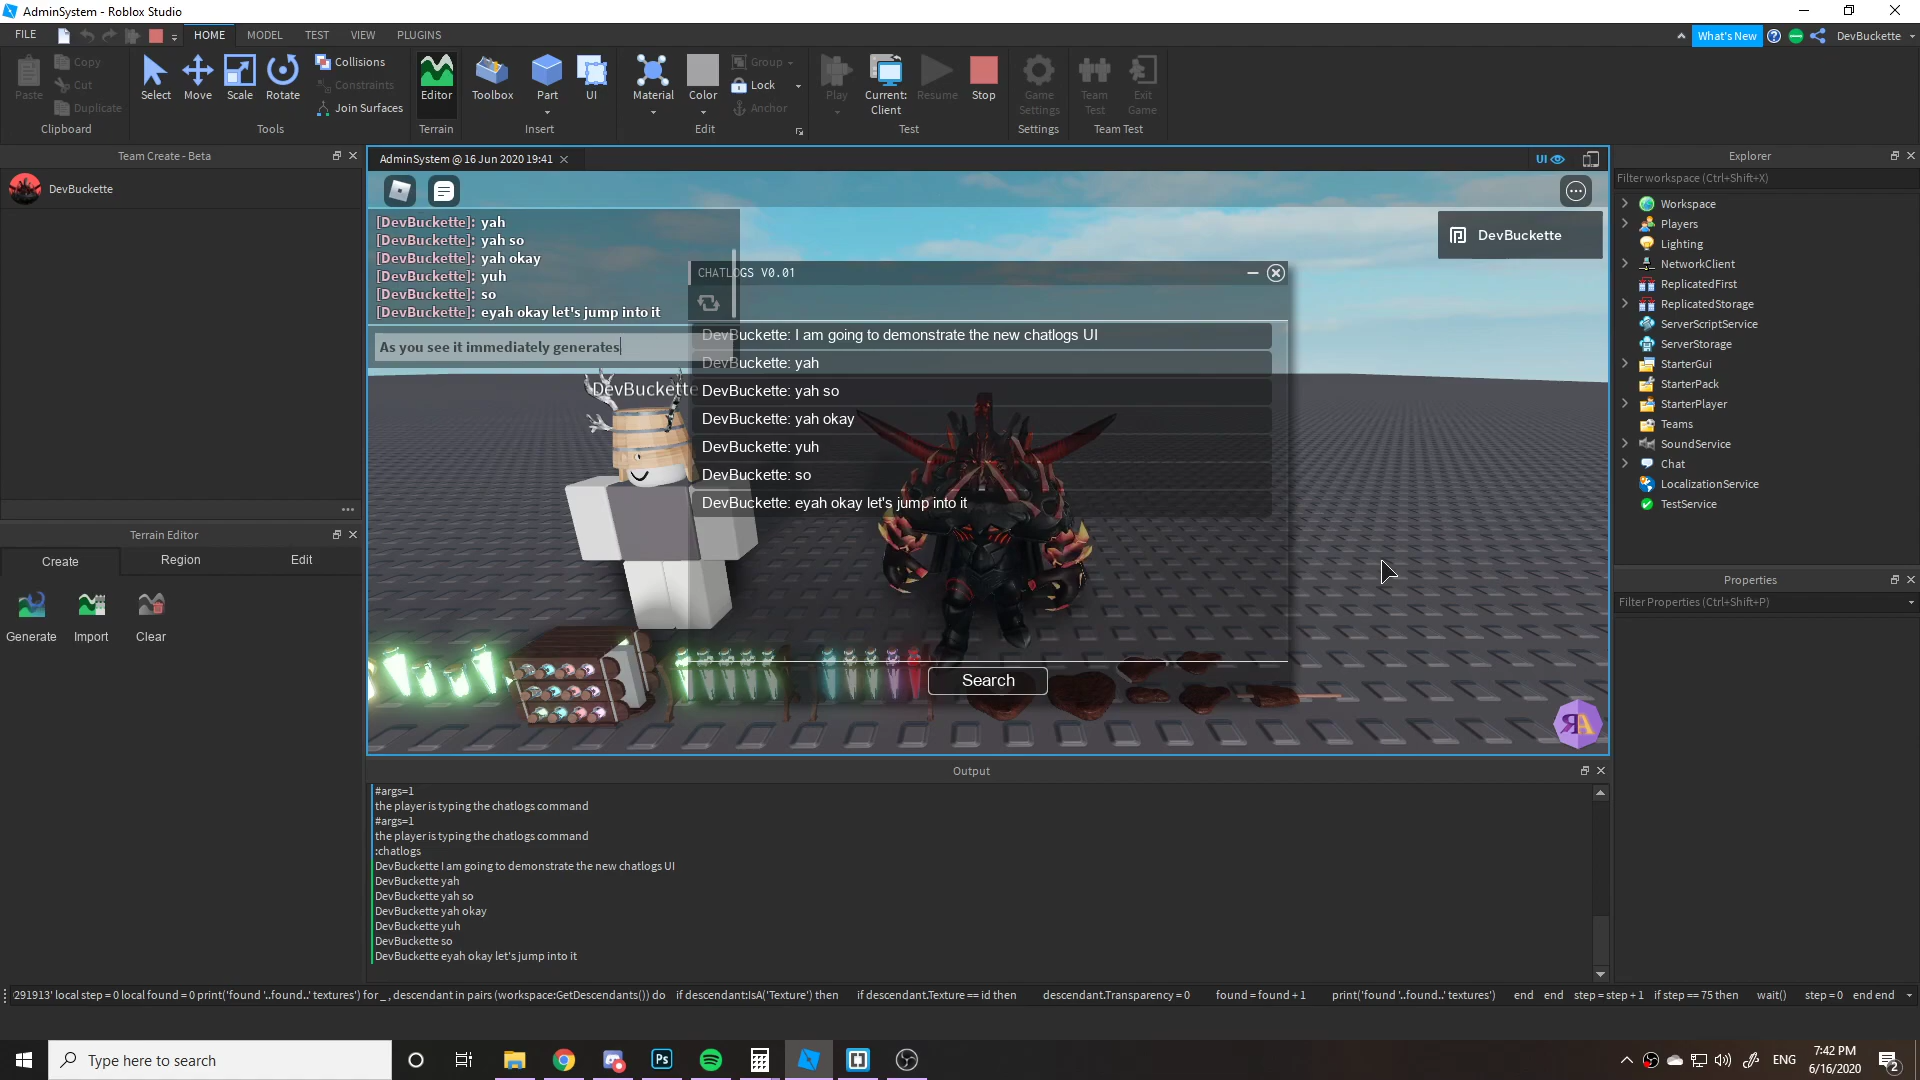 AdminSystem - Roblox Studio
FILE
HOME
MODEL
TEST
VIEW
PLUGINS
What's New
DevBuckette
Paste
Copy
Cut
Duplicate
Clipboard
Select
Move
Scale
Rotate
Collisions
Constraints
Join Surfaces
Tools
Editor
Terrain
Toolbox
Part
UI
Insert
Material
Color
Group
Lock
Anchor
Edit
Play
Current:
Client
Resume
Stop
Test
Game
Settings
Settings
Team
Test
Exit
Game
Team Test
Team Create - Beta
DevBuckette
Terrain Editor
Create
Region
Edit
Generate
Import
Clear
AdminSystem @ 16 Jun 2020 19:41
UI
[DevBuckette]: yah
[DevBuckette]: yah so
[DevBuckette]: yah okay
[DevBuckette]: yuh
[DevBuckette]: so
[DevBuckette]: eyah okay let's jump into it
As you see it immediately generates
DevBuckette
DevBuckette
CHATLOGS V0.01
DevBuckette: I am going to demonstrate the new chatlogs UI
DevBuckette: yah
DevBuckette: yah so
DevBuckette: yah okay
DevBuckette: yuh
DevBuckette: so
DevBuckette: eyah okay let's jump into it
Search
Output
#args=1
the player is typing the chatlogs command
#args=1
the player is typing the chatlogs command
:chatlogs
DevBuckette I am going to demonstrate the new chatlogs UI
DevBuckette yah
DevBuckette yah so
DevBuckette yah okay
DevBuckette yuh
DevBuckette so
DevBuckette eyah okay let's jump into it
Explorer
Filter workspace (Ctrl+Shift+X)
Workspace
Players
Lighting
NetworkClient
ReplicatedFirst
ReplicatedStorage
ServerScriptService
ServerStorage
StarterGui
StarterPack
StarterPlayer
Teams
SoundService
Chat
LocalizationService
TestService
Properties
Filter Properties (Ctrl+Shift+P)
291913' local step = 0 local found = 0 print('found '..found..' textures') for _ , descendant in pairs (workspace:GetDescendants()) do if descendant:IsA('Texture') then if descendant.Texture == id then descendant.Transparency = 0 found = found + 1 print('found '..found..' textures') end end step = step + 1 if step == 75 then wait() step = 0 end end
Type here to search
Ps
ENG
7:42 PM
6/16/2020
2